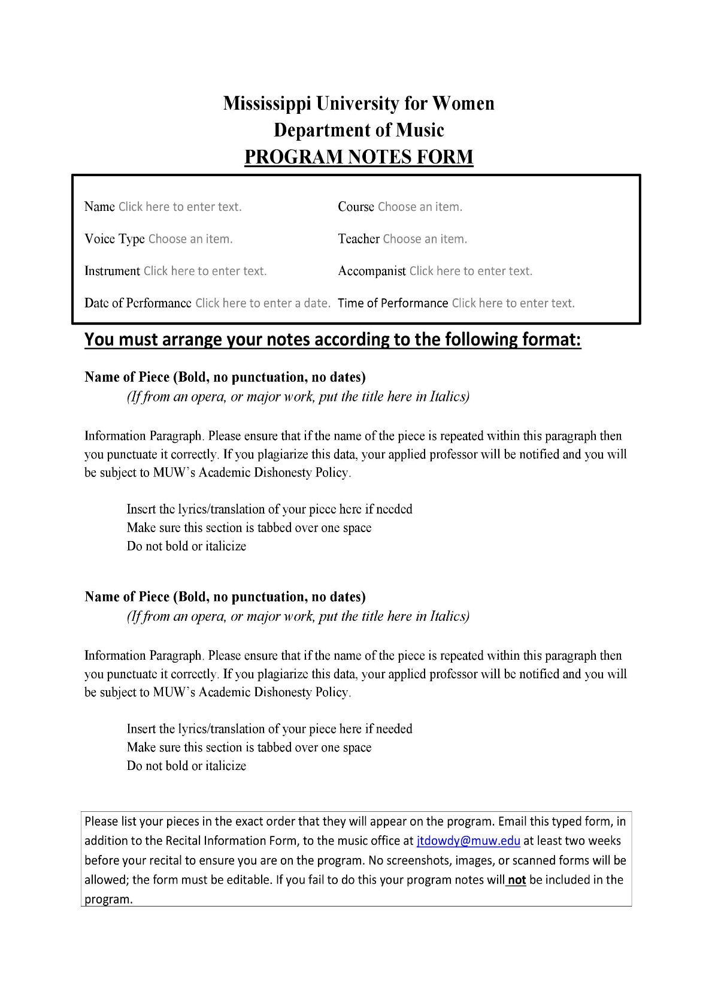 Mississippi University for Women
Department of Music
PROGRAM NOTES FORM
Name Click here to enter text. Course Choose an item.
Voice Type Choose an item. Teacher Choose an item.
Instrument Click here to enter text. Accompanist Click here to enter text.
Date of Performance Click here to enter a date. Time of Performance Click here to enter text.
You must arrange your notes according to the following format:
Name of Piece (Bold, no punctuation, no dates)
(If from an opera, or major work, put the title here in Italics)
Information Paragraph. Please ensure that if the name of the piece is repeated within this paragraph then
you punctuate it correctly. If you plagiarize this data, your applied professor will be notified and you will
be subject to MUW’s Academic Dishonesty Policy.
Insert the lyrics/translation of your piece here if needed
Make sure this section is tabbed over one space
Do not bold or italicize
Name of Piece (Bold, no punctuation, no dates)
(If from an opera, or major work, put the title here in Italics)
Information Paragraph. Please ensure that if the name of the piece is repeated within this paragraph then
you punctuate it correctly. If you plagiarize this data, your applied professor will be notified and you will
be subject to MUW’s Academic Dishonesty Policy.
Insert the lyrics/translation of your piece here if needed
Make sure this section is tabbed over one space
Do not bold or italicize
Please list your pieces in the exact order that they will appear on the program. Email this typed form, in
addition to the Recital Information Form, to the music office at jtdowdy@muw.edu at least two weeks
before your recital to ensure you are on the program. No screenshots, images, or scanned forms will be
allowed; the form must be editable. If you fail to do this your program notes will not be included in the
program.